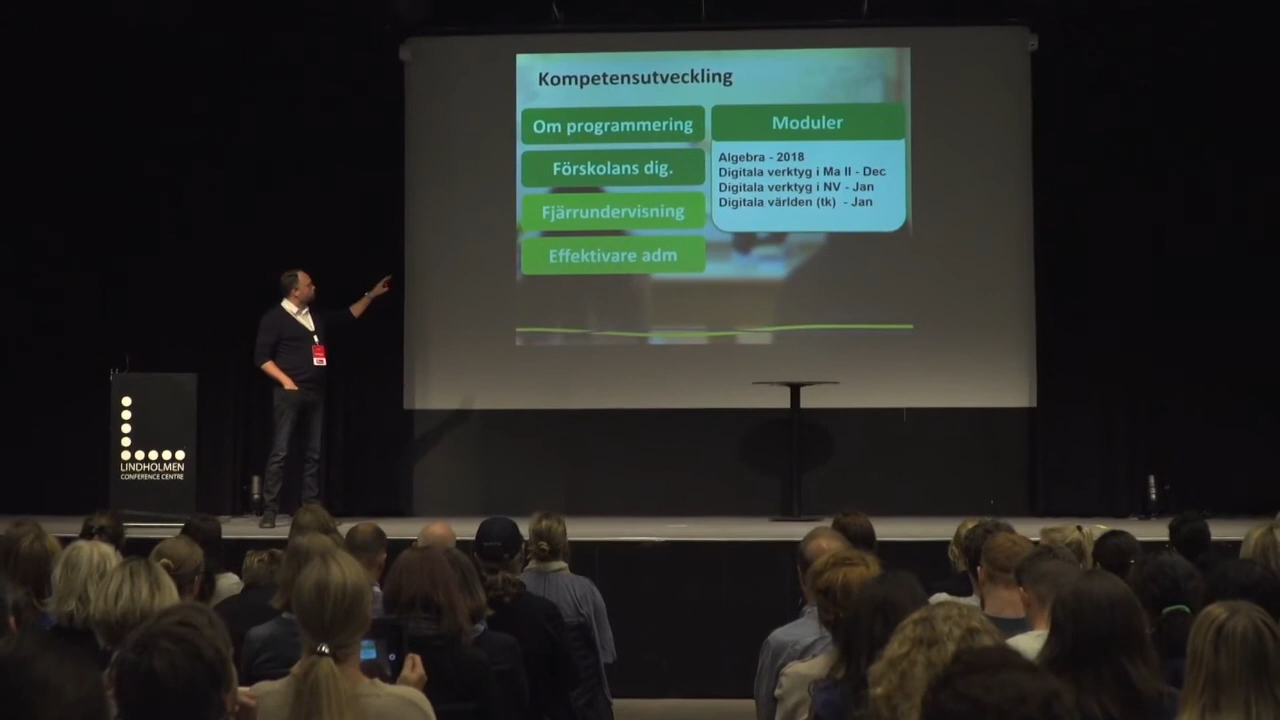 Kompetensutveckling
Om programmering
Förskolans dig.
Fjärrundervisning
Effektivare adm
Moduler
Algebra - 2018
Digitala verktyg i Ma II - Dec
Digitala verktyg i NV - Jan
Digitala världen (tk) - Jan
LINDHOLMEN
CONFERENCE CENTRE